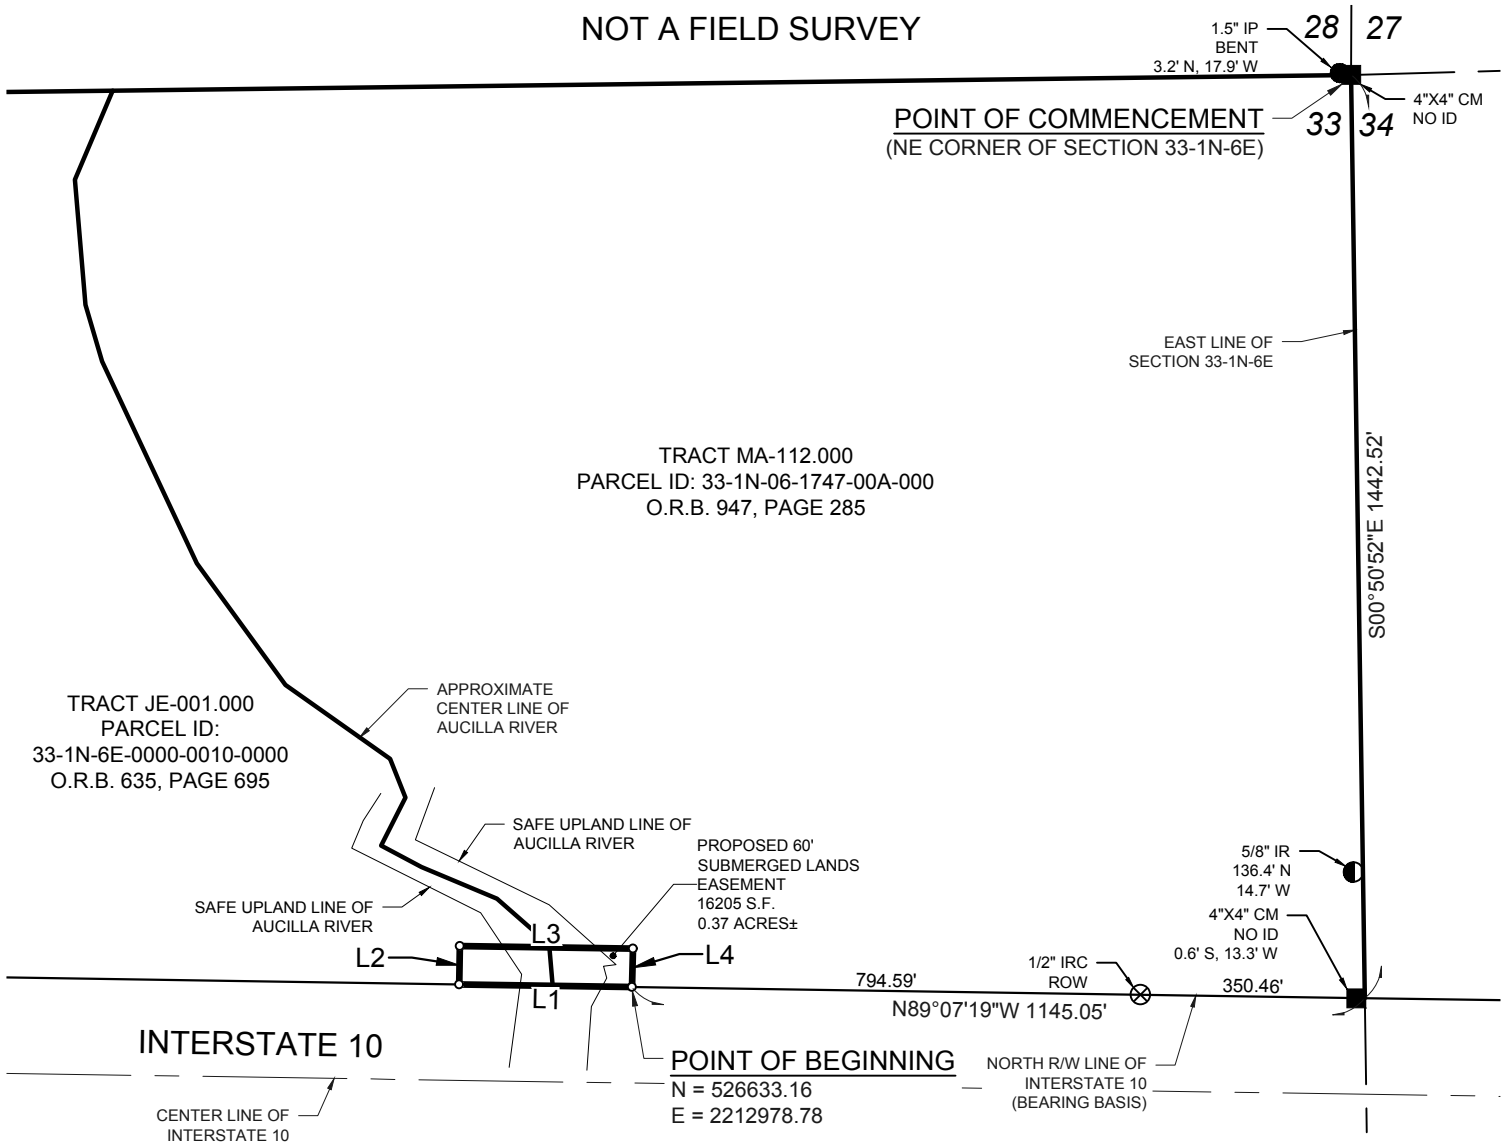 NOT A FIELD SURVEY
1.5" IP
BENT
3.2' N, 17.9' W
28 27
4"X4" CM
NO ID
POINT OF COMMENCEMENT
(NE CORNER OF SECTION 33-1N-6E)
33 34
EAST LINE OF
SECTION 33-1N-6E
S00°50'52"E 1442.52'
TRACT MA-112.000
PARCEL ID: 33-1N-06-1747-00A-000
O.R.B. 947, PAGE 285
TRACT JE-001.000
PARCEL ID:
33-1N-6E-0000-0010-0000
O.R.B. 635, PAGE 695
APPROXIMATE
CENTER LINE OF
AUCILLA RIVER
SAFE UPLAND LINE OF
AUCILLA RIVER
PROPOSED 60'
SUBMERGED LANDS
EASEMENT
16205 S.F.
0.37 ACRES±
SAFE UPLAND LINE OF
AUCILLA RIVER
5/8" IR
136.4' N
14.7' W
4"X4" CM
NO ID
0.6' S, 13.3' W
L3
L2
L4
L1
1/2" IRC
ROW
794.59'
350.46'
N89°07'19"W 1145.05'
INTERSTATE 10
POINT OF BEGINNING
N = 526633.16
E = 2212978.78
NORTH R/W LINE OF
INTERSTATE 10
(BEARING BASIS)
CENTER LINE OF
INTERSTATE 10